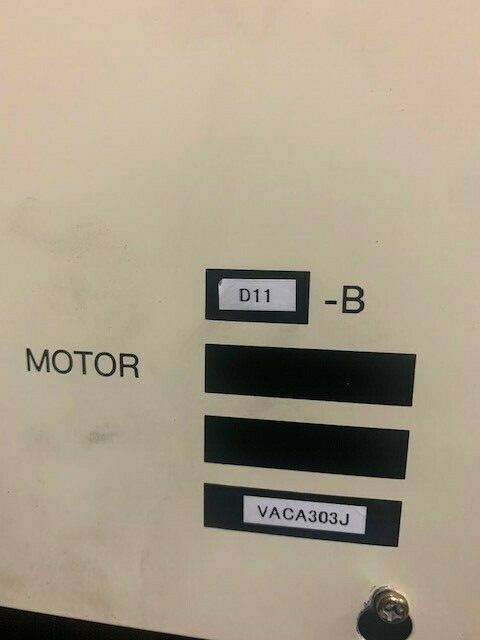 D11 -B
MOTOR
VACA303J